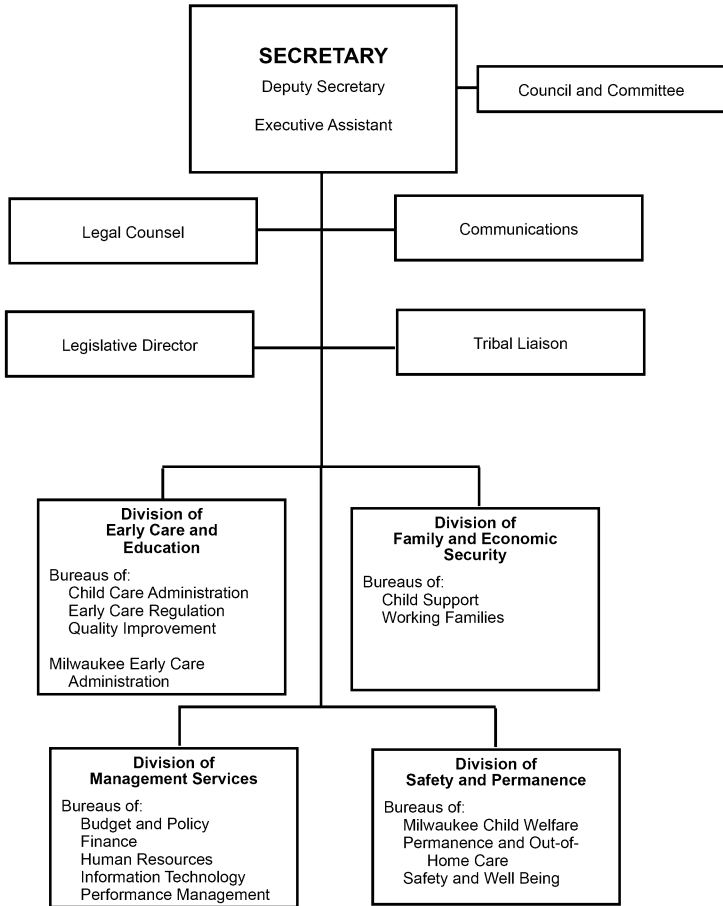 SECRETARY
Deputy Secretary
Executive Assistant
Council and Committee
Legal Counsel
Communications
Legislative Director
Tribal Liaison
Division of
Early Care and
Education
Bureaus of:
Child Care Administration
Early Care Regulation
Quality Improvement
Milwaukee Early Care
Administration
Division of
Family and Economic
Security
Bureaus of:
Child Support
Working Families
Division of
Management Services
Bureaus of:
Budget and Policy
Finance
Human Resources
Information Technology
Performance Management
Division of
Safety and Permanence
Bureaus of:
Milwaukee Child Welfare
Permanence and Out-of-
Home Care
Safety and Well Being